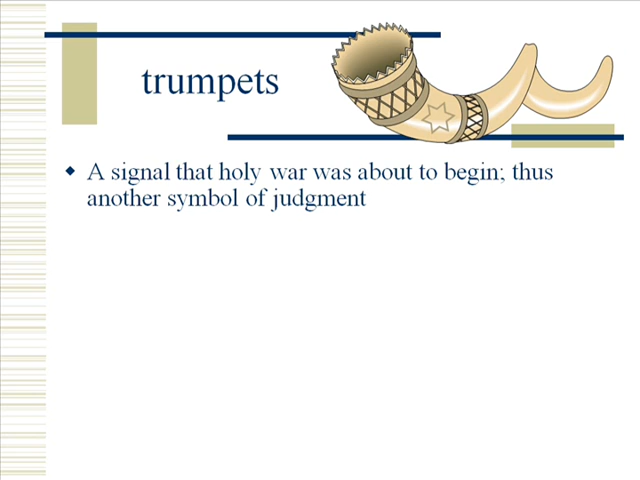 trumpets
A signal that holy war was about to begin; thus
another symbol of judgment